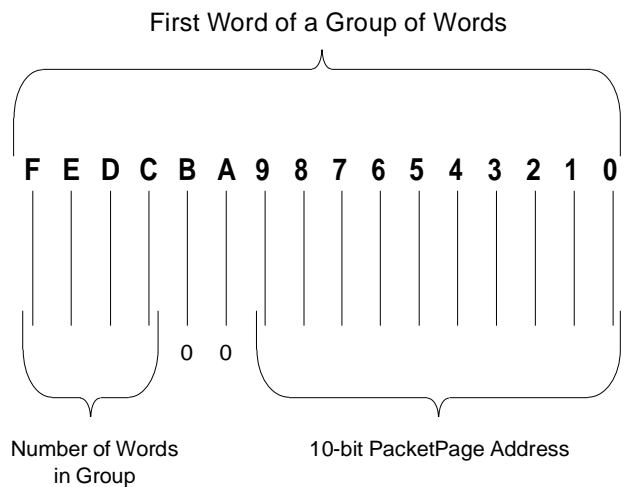 First Word of a Group of Words
F E D C B A 9 8 7 6 5 4 3 2 1 0
0 0
Number of Words
in Group
10-bit PacketPage Address